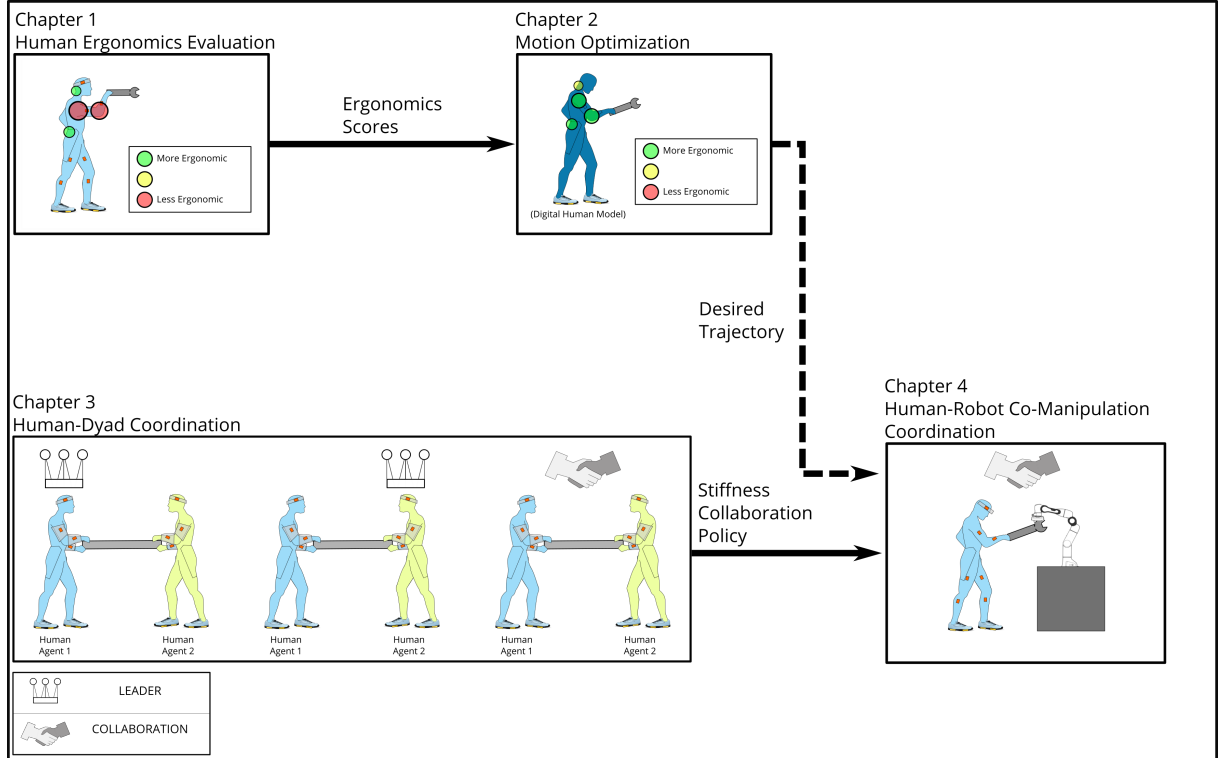 Chapter 1
Human Ergonomics Evaluation
More Ergonomic
Less Ergonomic
Ergonomics
Scores
Chapter 2
Motion Optimization
More Ergonomic
Less Ergonomic
(Digital Human Model)
Desired
Trajectory
Chapter 3
Human-Dyad Coordination
Human
Agent 1
Human
Agent 2
Human
Agent 1
Human
Agent 2
Human
Agent 1
Human
Agent 2
Stiffness
Collaboration
Policy
Chapter 4
Human-Robot Co-Manipulation
Coordination
LEADER
COLLABORATION